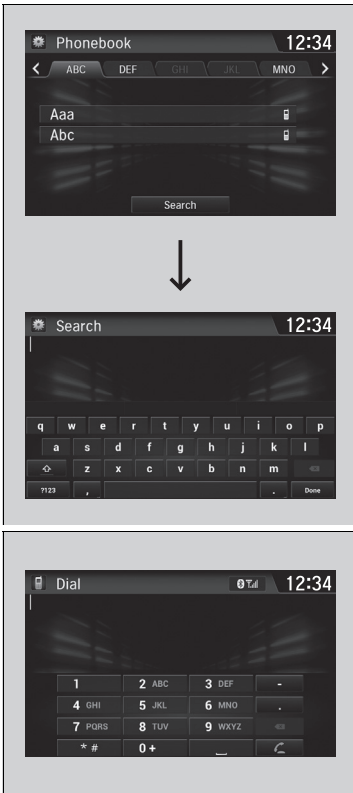 Phonebook 12:34
ABC DEF GHI JKL MNO
Aaa
Abc
Search
Search 12:34
q w e r t y u i o p
a s d f g h j k l
z x c v b n m
?123 , . Done
Dial 12:34
1 2 ABC 3 DEF -
4 GHI 5 JKL 6 MNO .
7 PQRS 8 TUV 9 WXYZ
* # 0 +